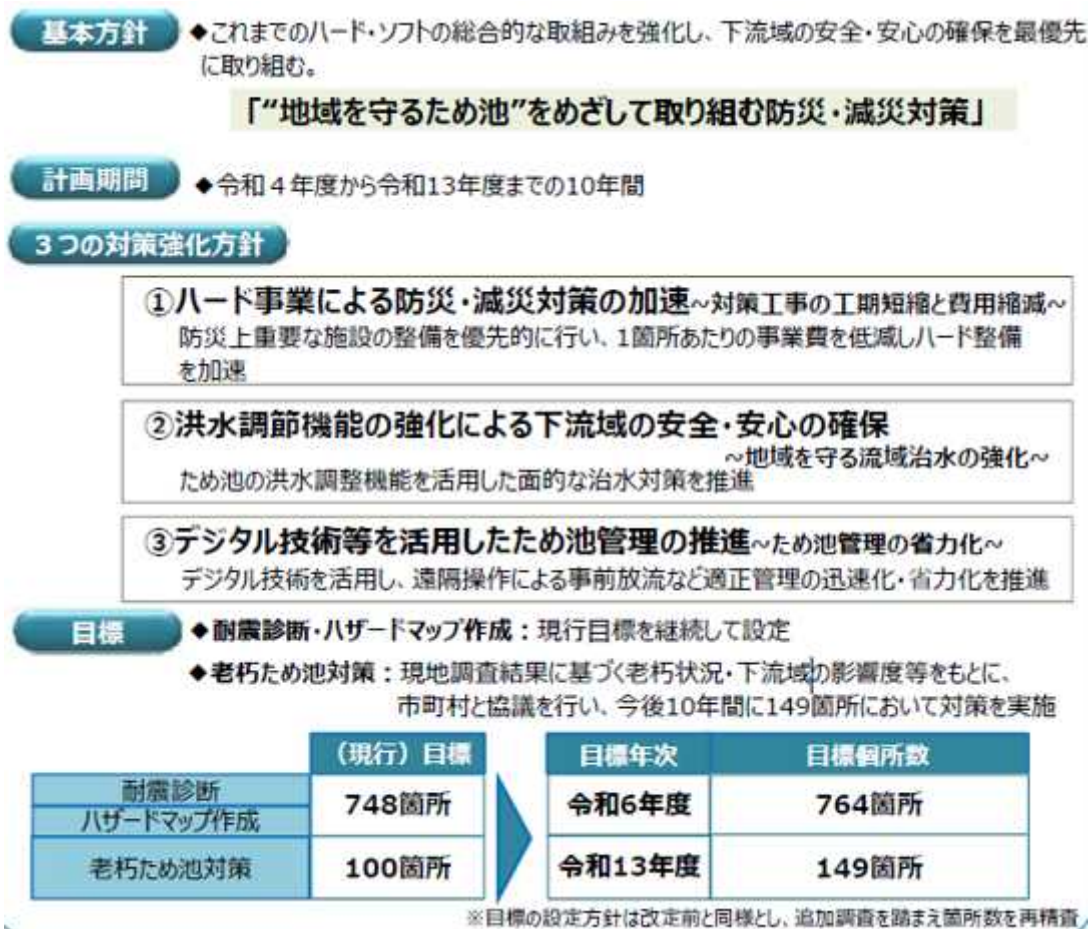 基本方針
◆これまでのハード・ソフトの総合的な取組みを強化し、下流域の安全・安心の確保を最優先
に取り組む。
「“地域を守るため池”をめざして取り組む防災・減災対策」
計画期間
◆令和４年度から令和13年度までの10年間
３つの対策強化方針
①ハード事業による防災・減災対策の加速~対策工事の工期短縮と費用縮減~
防災上重要な施設の整備を優先的に行い、1箇所あたりの事業費を低減しハード整備
を加速
②洪水調節機能の強化による下流域の安全・安心の確保
~地域を守る流域治水の強化~
ため池の洪水調整機能を活用した面的な治水対策を推進
③デジタル技術等を活用したため池管理の推進~ため池管理の省力化~
デジタル技術を活用し、遠隔操作による事前放流など適正管理の迅速化・省力化を推進
目標
◆耐震診断・ハザードマップ作成：現行目標を継続して設定
◆老朽ため池対策：現地調査結果に基づく老朽状況・下流域の影響度等をもとに、
市町村と協議を行い、今後10年間に149箇所において対策を実施
（現行）目標
目標年次
目標個所数
耐震診断
ハザードマップ作成
748箇所
令和6年度
764箇所
老朽ため池対策
100箇所
令和13年度
149箇所
※目標の設定方針は改定前と同様とし、追加調査を踏まえ箇所数を再精査